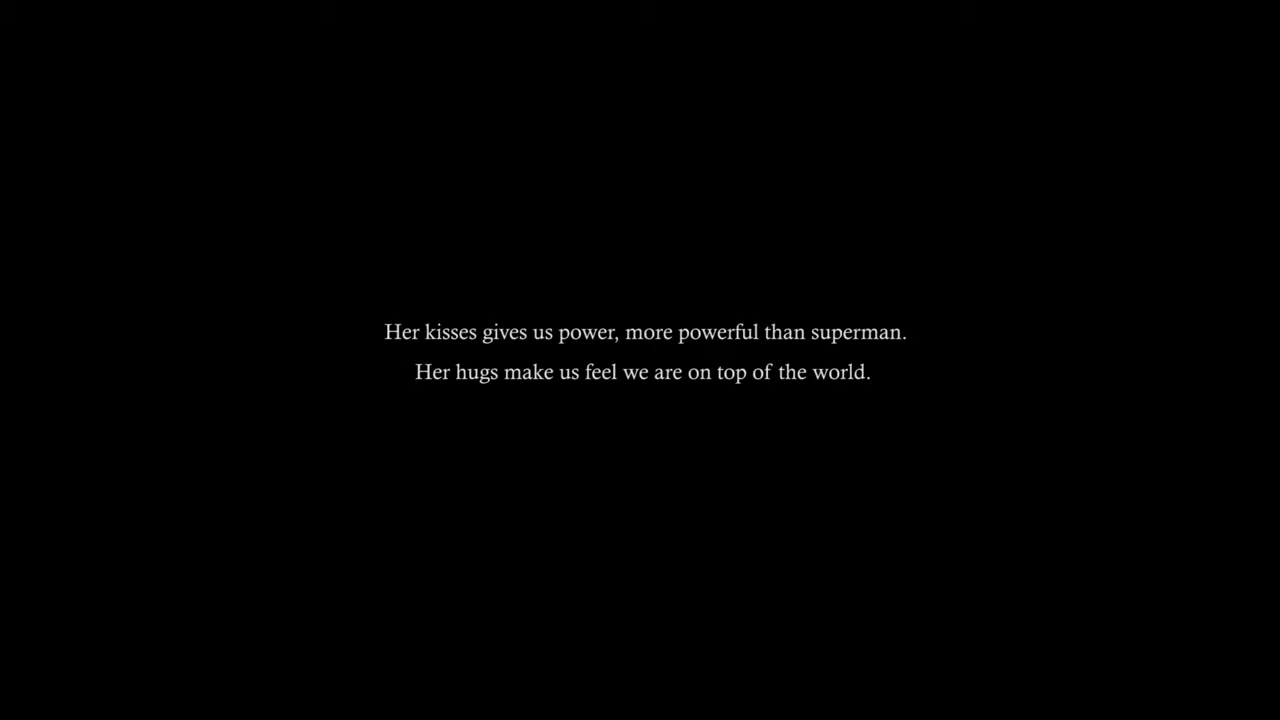 Her kisses gives us power, more powerful than superman.
Her hugs make us feel we are on top of the world.